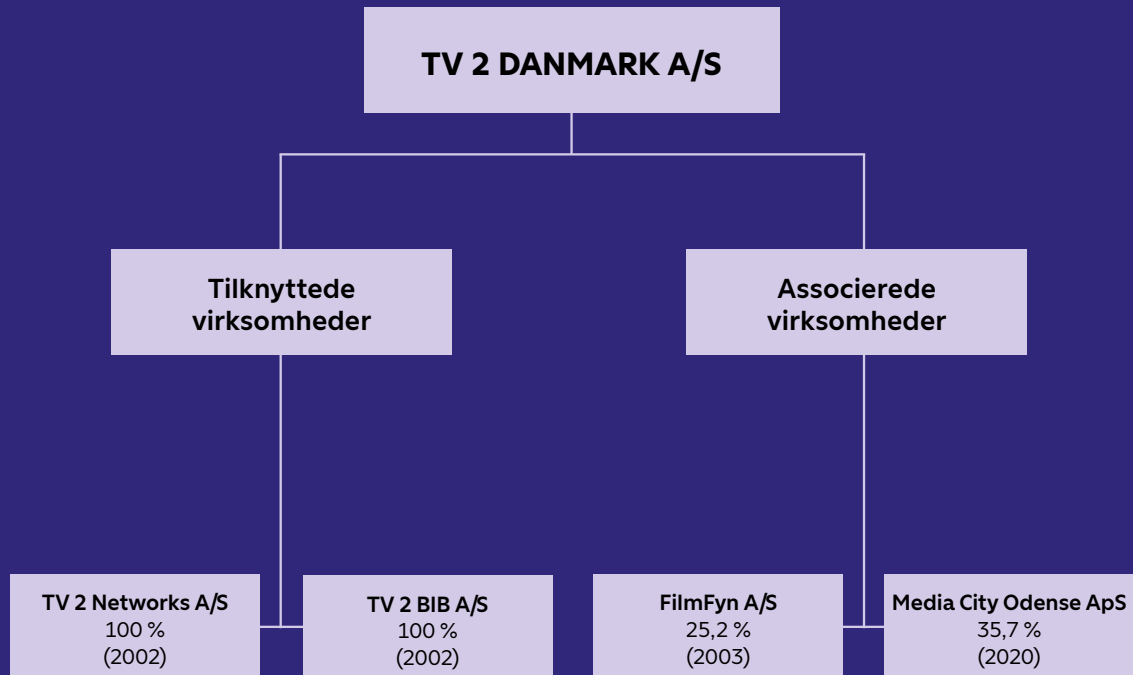 TV 2 DANMARK A/S
Tilknyttede
virksomheder
Associerede
virksomheder
TV 2 Networks A/S
100 %
(2002)
TV 2 BIB A/S
100 %
(2002)
FilmFyn A/S
25,2 %
(2003)
Media City Odense ApS
35,7 %
(2020)